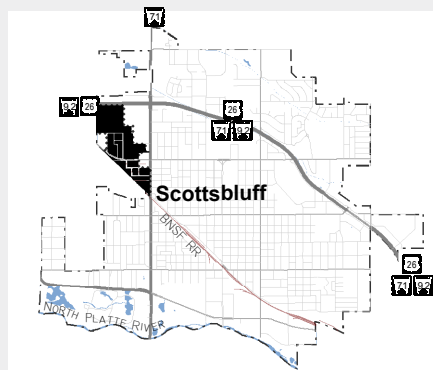 71
92 26
26
71 92
Scottsbluff
BNSF RR
26
71 92
NORTH PLATTE RIVER